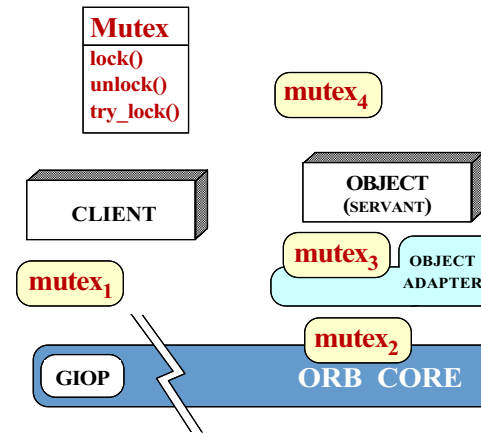 Mutex
lock()
unlock()
try_lock()
mutex4
CLIENT
OBJECT
(SERVANT)
mutex1
mutex3
OBJECT
ADAPTER
mutex2
GIOP
ORB CORE